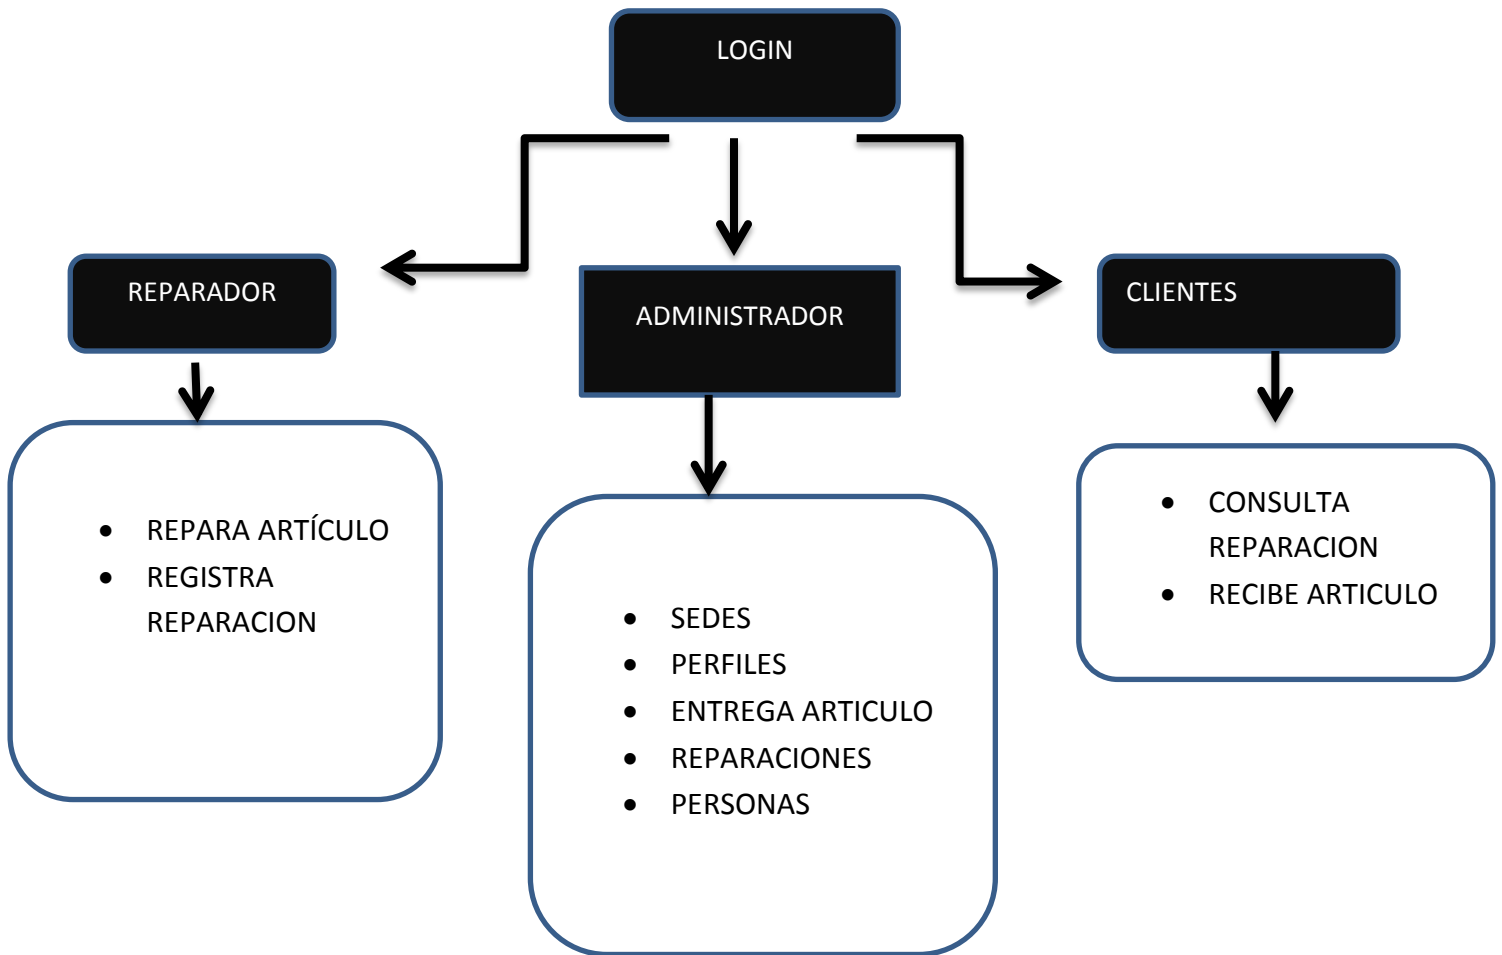 LOGIN
REPARADOR
ADMINISTRADOR
CLIENTES
• REPARA ARTÍCULO
• REGISTRA
REPARACION
• SEDES
• PERFILES
• ENTREGA ARTICULO
• REPARACIONES
• PERSONAS
• CONSULTA
REPARACION
• RECIBE ARTICULO